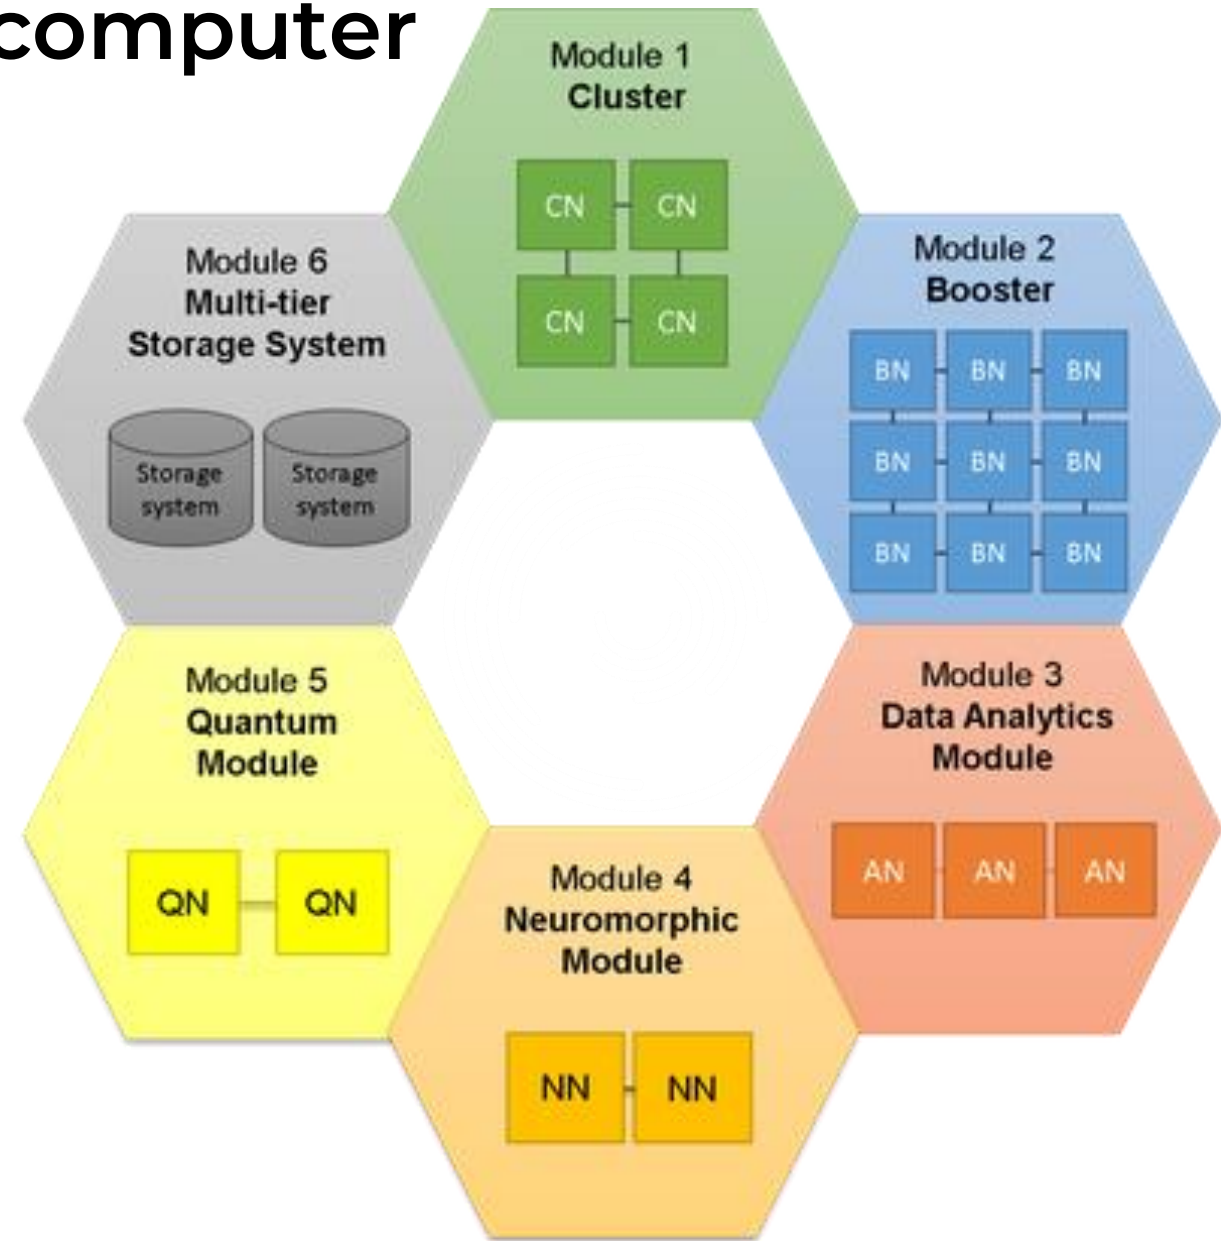 computer
Module 1
Cluster
CN CN
CN CN
Module 2
Booster
BN BN BN
BN BN BN
BN BN BN
Module 3
Data Analytics
Module
AN AN AN
Module 4
Neuromorphic
Module
NN NN
Module 5
Quantum
Module
QN QN
Module 6
Multi-tier
Storage System
Storage Storage
system system